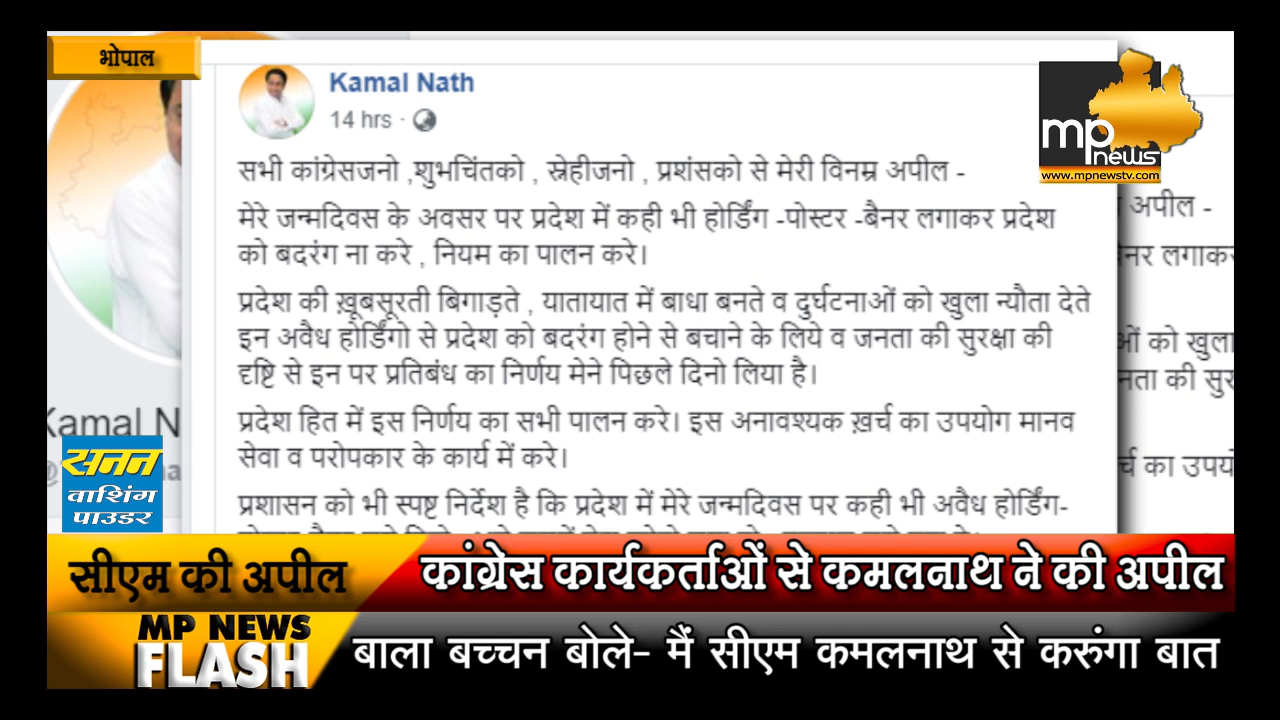 भोपाल
Kamal Nath
14 hrs ·
सभी कांग्रेसजनो ,शुभचिंतको , स्नेहीजनो , प्रशंसको से मेरी विनम्र अपील -
मेरे जन्मदिवस के अवसर पर प्रदेश में कही भी होर्डिंग -पोस्टर -बैनर लगाकर प्रदेश
को बदरंग ना करे , नियम का पालन करे।
प्रदेश की ख़ूबसूरती बिगाड़ते , यातायात में बाधा बनते व दुर्घटनाओं को खुला न्यौता देते
इन अवैध होर्डिंगो से प्रदेश को बदरंग होने से बचाने के लिये व जनता की सुरक्षा की
दृष्टि से इन पर प्रतिबंध का निर्णय मेने पिछले दिनो लिया है।
प्रदेश हित में इस निर्णय का सभी पालन करे। इस अनावश्यक ख़र्च का उपयोग मानव
सेवा व परोपकार के कार्य में करे।
प्रशासन को भी स्पष्ट निर्देश है कि प्रदेश में मेरे जन्मदिवस पर कही भी अवैध होर्डिंग-
mp news
www.mpnewstv.com
अपील -
नर लगाकर
ओं को खुला
नता की सुर
र्च का उपयो
Kamal N
सनन
वाशिंग
पाउडर
सीएम की अपील
कांग्रेस कार्यकर्ताओं से कमलनाथ ने की अपील
MP NEWS
FLASH
बाला बच्चन बोले- मैं सीएम कमलनाथ से करुंगा बात